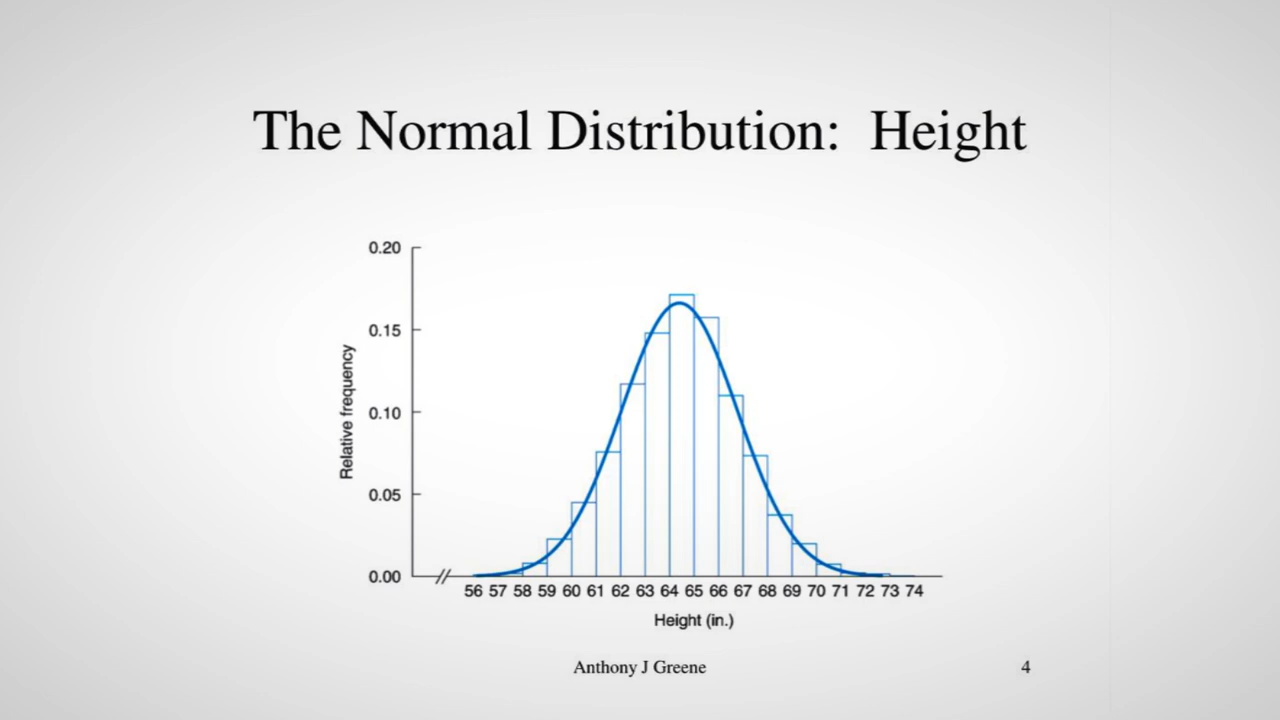 The Normal Distribution:  Height
0.20
0.15
0.10
0.05
0.00
Relative frequency
56 57 58 59 60 61 62 63 64 65 66 67 68 69 70 71 72 73 74
Height (in.)
Anthony J Greene
4